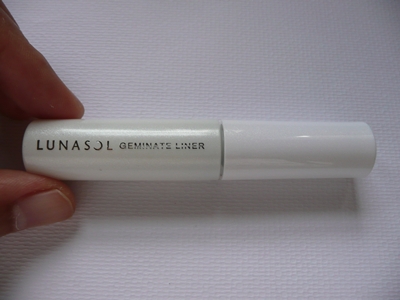 LUNASOL GEMINATE LINER